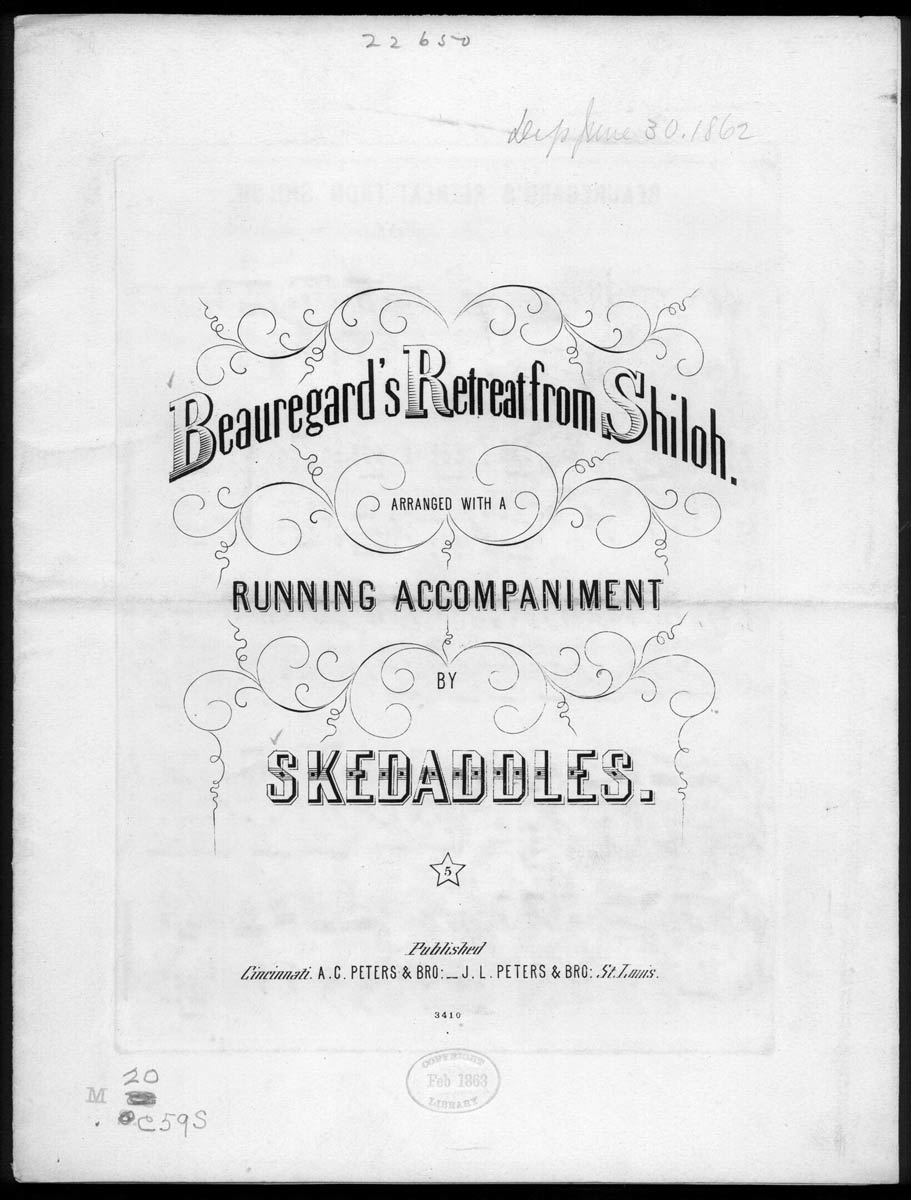 22650
Dep June 30. 1862
Beauregard's Retreat from Shiloh.
ARRANGED WITH A
RUNNING ACCOMPANIMENT
BY
SKEDADDLES.
5
Published
Cincinnati. A. C. PETERS & BRO: _ J. L. PETERS & BRO: St. Louis.
3410
COPYRIGHT
Feb 1863
LIBRARY
M 20
.C59S